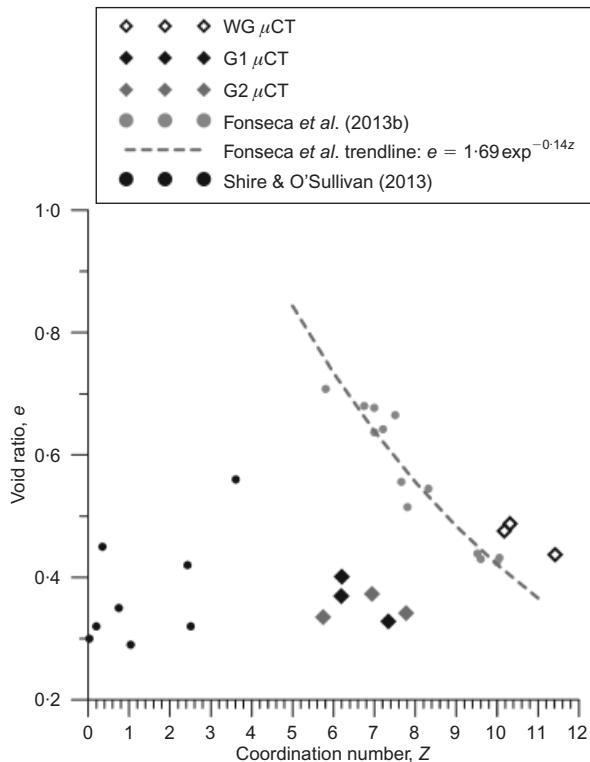 WG μCT
G1 μCT
G2 μCT
Fonseca et al. (2013b)
Fonseca et al. trendline: e = 1·69 exp−0·14z
Shire & O'Sullivan (2013)
1·0
0·8
0·6
0·4
0·2
Void ratio, e
0 1 2 3 4 5 6 7 8 9 10 11 12
Coordination number, Z